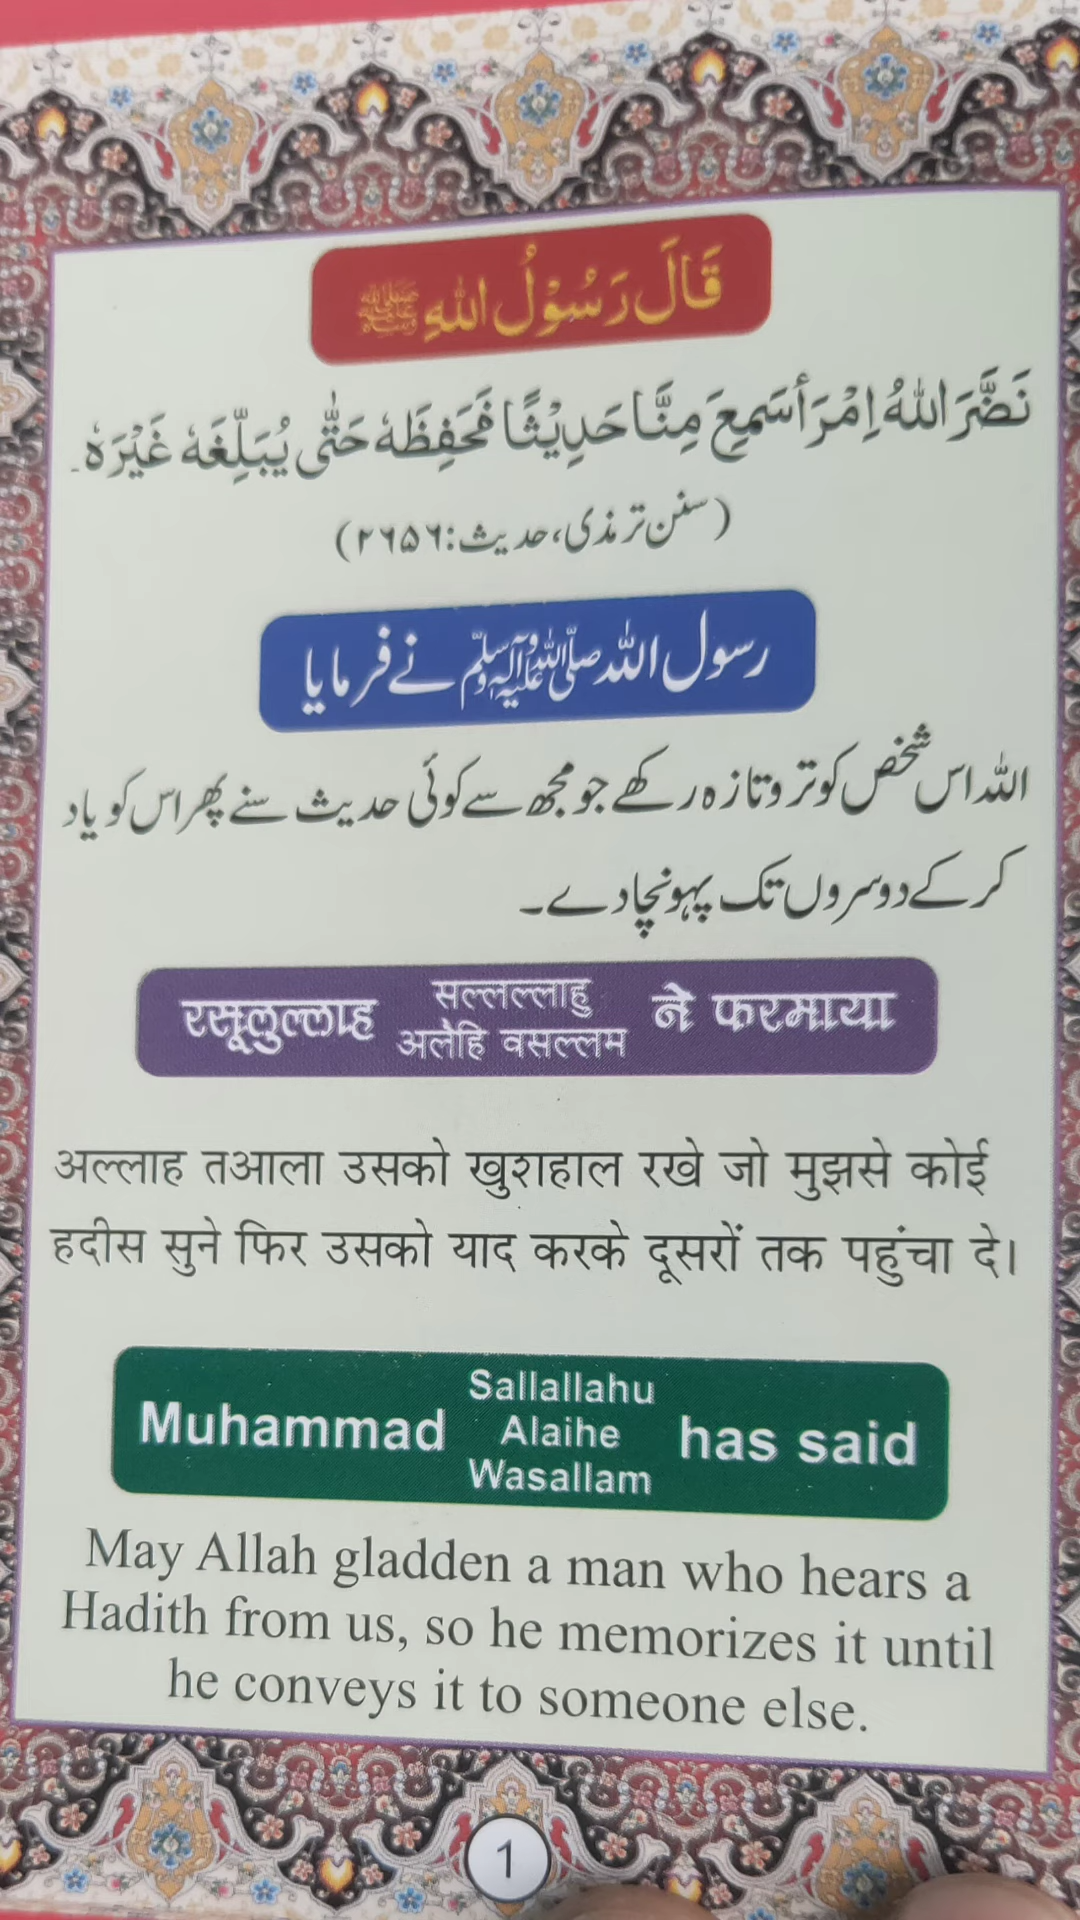 قَالَ رَسُوْلُ اللهِ ﷺ
نَضَّرَ اللهُ اِمْرَأً سَمِعَ مِنَّا حَدِيْثًا فَحَفِظَهٗ حَتّٰى يُبَلِّغَهٗ غَيْرَهٗ۔
(سنن ترمذی، حدیث: ۲۶۵۶)
رسول اللہ صلی اللہ علیہ وآلہ وسلم نے فرمایا
اللہ اس شخص کو تر و تازہ رکھے جو مجھ سے کوئی حدیث سنے پھر اس کو یاد
کر کے دوسروں تک پہونچا دے۔
रसूलुल्लाह सल्लल्लाहु अलैहि वसल्लम ने फरमाया
अल्लाह तआला उसको खुशहाल रखे जो मुझसे कोई
हदीस सुने फिर उसको याद करके दूसरों तक पहुंचा दे।
Muhammad Sallallahu Alaihe Wasallam has said
May Allah gladden a man who hears a
Hadith from us, so he memorizes it until
he conveys it to someone else.
1